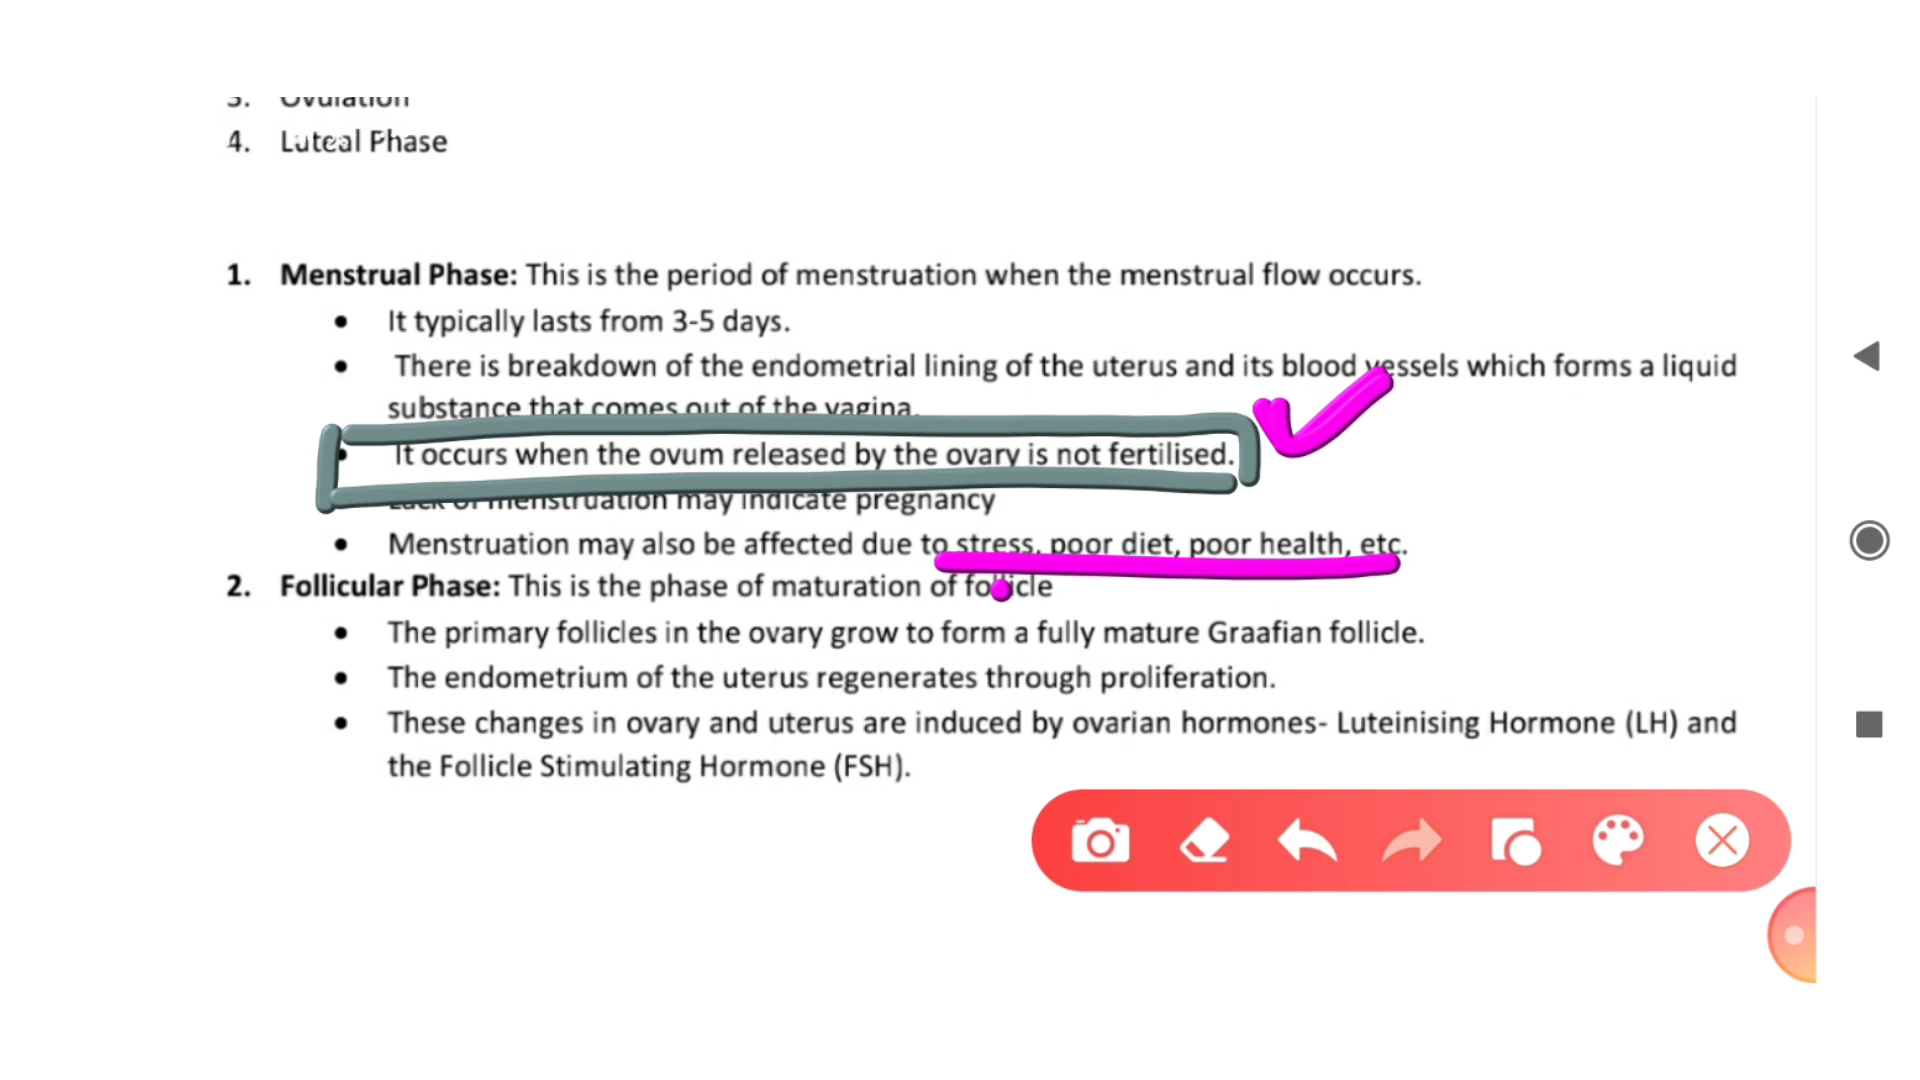 3. Ovulation
4. Luteal Phase
1. Menstrual Phase: This is the period of menstruation when the menstrual flow occurs.
• It typically lasts from 3-5 days.
• There is breakdown of the endometrial lining of the uterus and its blood vessels which forms a liquid
substance that comes out of the vagina.
• It occurs when the ovum released by the ovary is not fertilised.
Lack of menstruation may indicate pregnancy
• Menstruation may also be affected due to stress, poor diet, poor health, etc.
2. Follicular Phase: This is the phase of maturation of follicle
• The primary follicles in the ovary grow to form a fully mature Graafian follicle.
• The endometrium of the uterus regenerates through proliferation.
• These changes in ovary and uterus are induced by ovarian hormones- Luteinising Hormone (LH) and
the Follicle Stimulating Hormone (FSH).